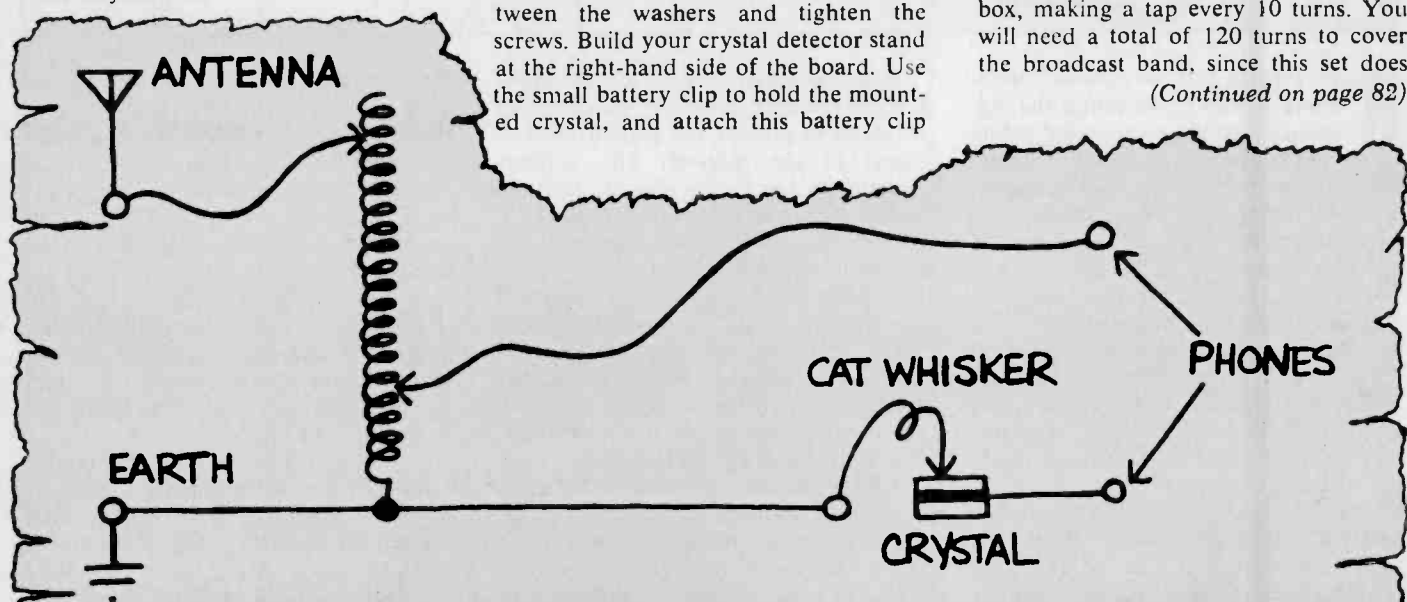 tween the washers and tighten the
screws. Build your crystal detector stand
at the right-hand side of the board. Use
the small battery clip to hold the mount-
ed crystal, and attach this battery clip
box, making a tap every 10 turns. You
will need a total of 120 turns to cover
the broadcast band, since this set does
(Continued on page 82)
ANTENNA
CAT WHISKER
PHONES
EARTH
CRYSTAL